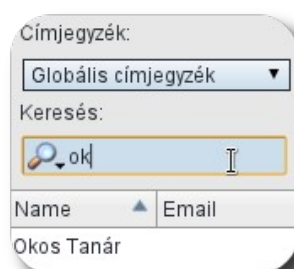 Címjegyzék:
Globális címjegyzék
Keresés:
ok
Name Email
Okos Tanár